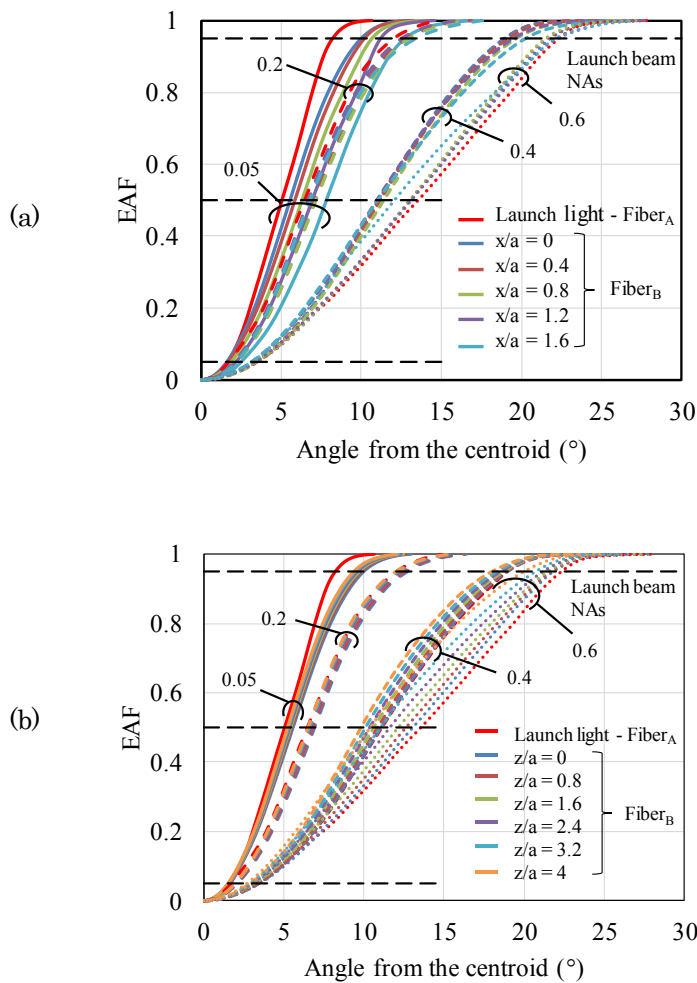 (a)
EAF
1
0.8
0.6
0.4
0.2
0
0 5 10 15 20 25 30
Angle from the centroid (°)
0.2
0.05
Launch beam
NAs
0.6
0.4
Launch light - FiberA
x/a = 0
x/a = 0.4
x/a = 0.8
x/a = 1.2
x/a = 1.6
FiberB
(b)
EAF
1
0.8
0.6
0.4
0.2
0
0 5 10 15 20 25 30
Angle from the centroid (°)
0.2
0.05
Launch beam
NAs
0.6
0.4
Launch light - FiberA
z/a = 0
z/a = 0.8
z/a = 1.6
z/a = 2.4
z/a = 3.2
z/a = 4
FiberB